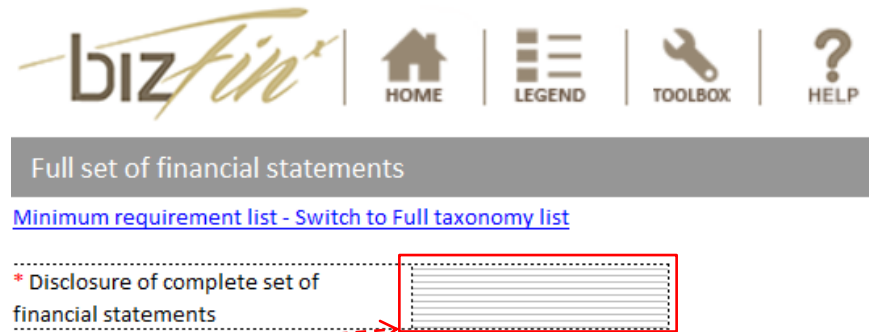 bizfinx
HOME
LEGEND
TOOLBOX
HELP
Full set of financial statements
Minimum requirement list - Switch to Full taxonomy list
* Disclosure of complete set of
financial statements